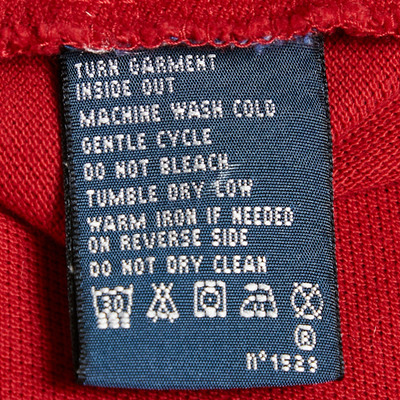 TURN GARMENT
INSIDE OUT
MACHINE WASH COLD
GENTLE CYCLE
DO NOT BLEACH
TUMBLE DRY LOW
WARM IRON IF NEEDED
ON REVERSE SIDE
DO NOT DRY CLEAN
30
®
n°1529